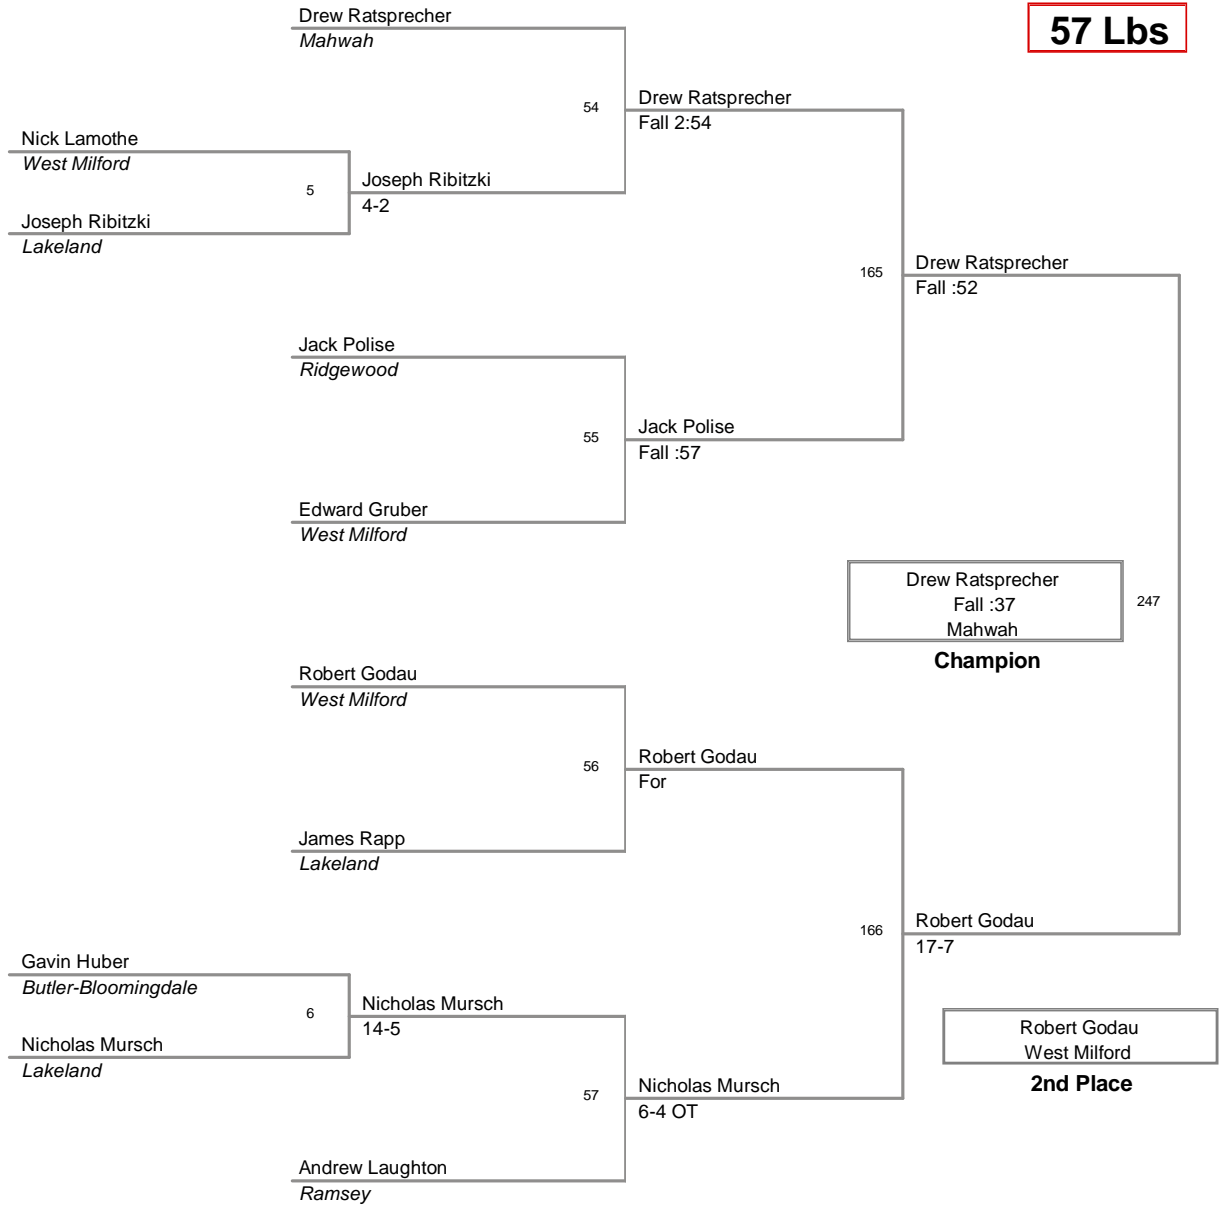 Drew Ratsprecher
Mahwah
57 Lbs
54
Drew Ratsprecher
Fall 2:54
Nick Lamothe
West Milford
5
Joseph Ribitzki
4-2
Joseph Ribitzki
Lakeland
165
Drew Ratsprecher
Fall :52
Jack Polise
Ridgewood
55
Jack Polise
Fall :57
Edward Gruber
West Milford
Drew Ratsprecher
Fall :37
Mahwah
247
Champion
Robert Godau
West Milford
56
Robert Godau
For
James Rapp
Lakeland
166
Robert Godau
17-7
Gavin Huber
Butler-Bloomingdale
6
Nicholas Mursch
14-5
Nicholas Mursch
Lakeland
Robert Godau
West Milford
2nd Place
57
Nicholas Mursch
6-4 OT
Andrew Laughton
Ramsey